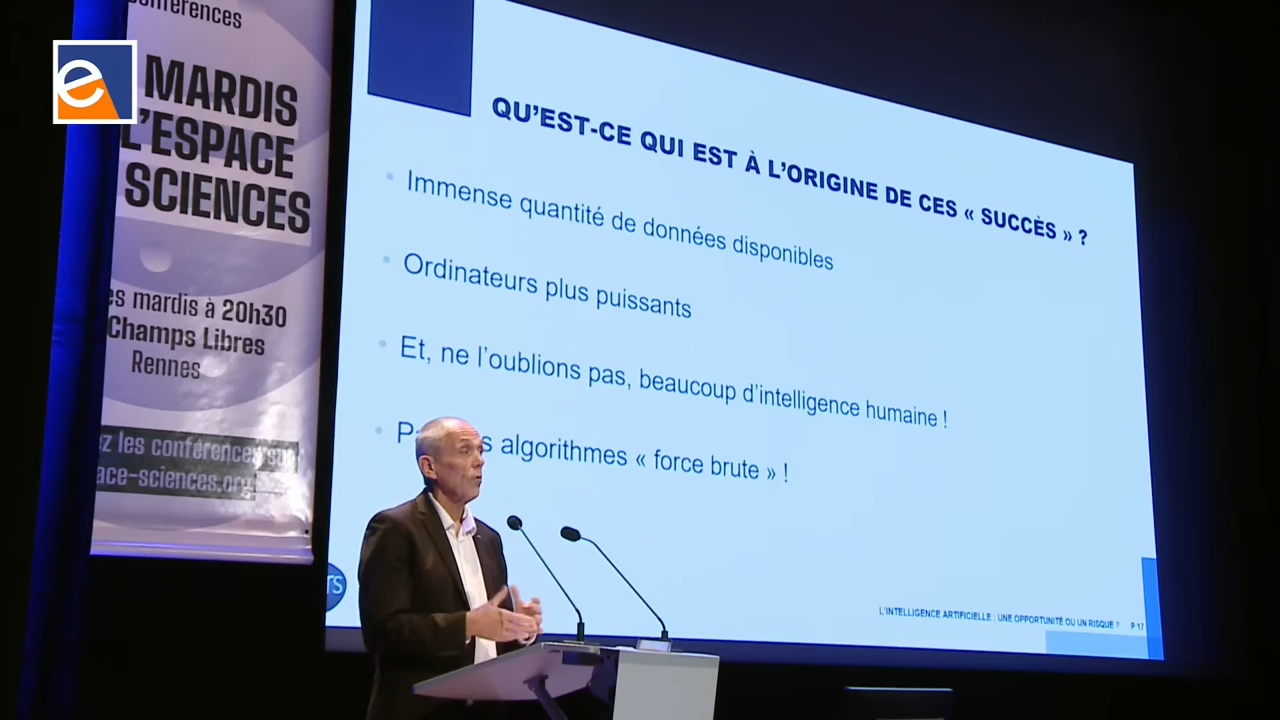 conférences
MARDIS
L'ESPACE
SCIENCES
es mardis à 20h30
Champs Libres
Rennes
z les conférences sur
ace-sciences.org
e
QU'EST-CE QUI EST À L'ORIGINE DE CES « SUCCÈS » ?
Immense quantité de données disponibles
Ordinateurs plus puissants
Et, ne l'oublions pas, beaucoup d'intelligence humaine !
algorithmes « force brute » !
rs
L'INTELLIGENCE ARTIFICIELLE : UNE OPPORTUNITÉ OU UN RISQUE ? P 17